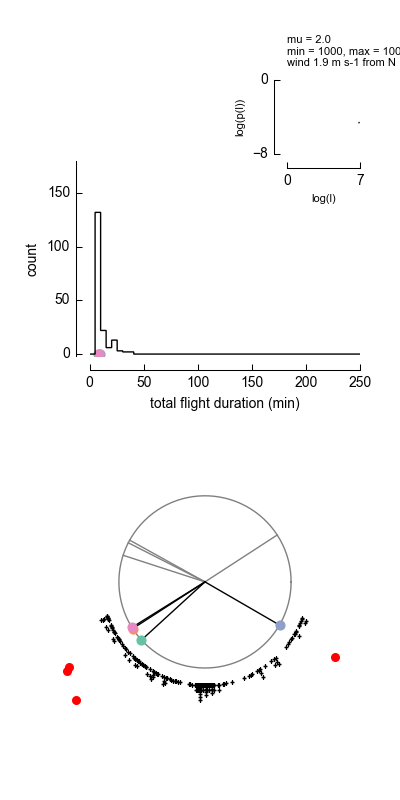 mu = 2.0
min = 1000, max = 100
wind 1.9 m s-1 from N
0
−8
log(p(l))
0 7
log(l)
150
100
50
0
count
0 50 100 150 200 250
total flight duration (min)